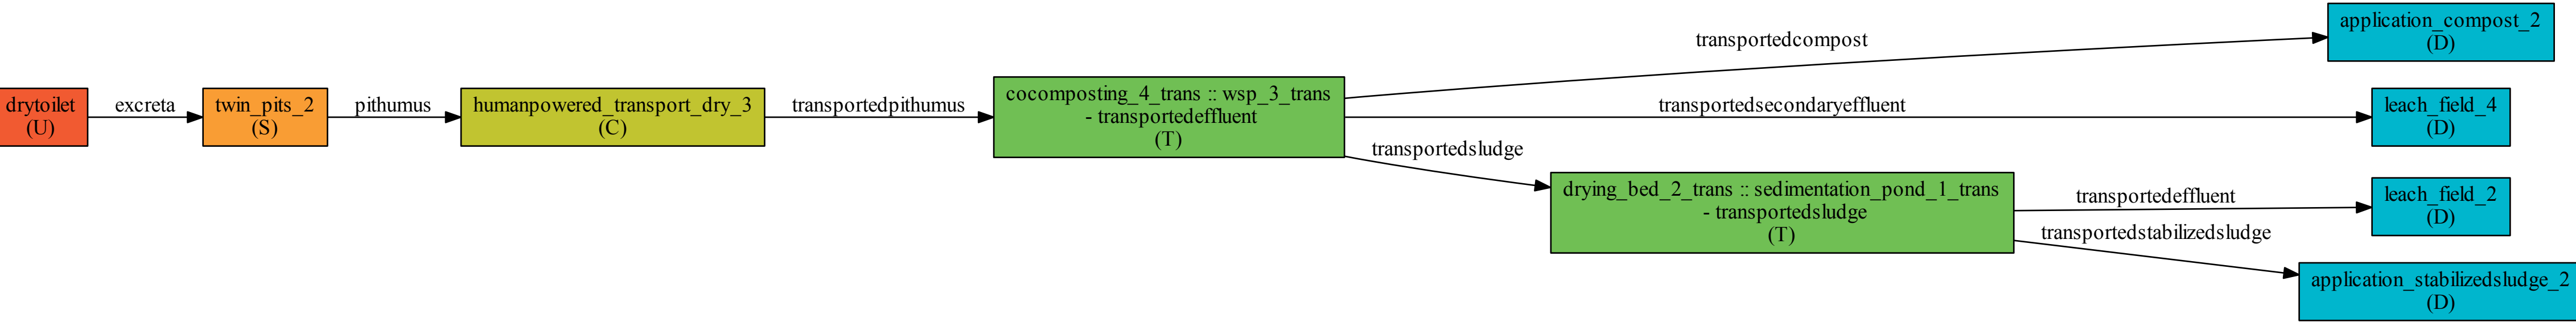 drytoilet
(U)
excreta
twin_pits_2
(S)
pithumus
humanpowered_transport_dry_3
(C)
transportedpithumus
cocomposting_4_trans :: wsp_3_trans
- transportedeffluent
(T)
transportedcompost
application_compost_2
(D)
transportedsecondaryeffluent
leach_field_4
(D)
transportedsludge
drying_bed_2_trans :: sedimentation_pond_1_trans
- transportedsludge
(T)
transportedeffluent
leach_field_2
(D)
transportedstabilizedsludge
application_stabilizedsludge_2
(D)